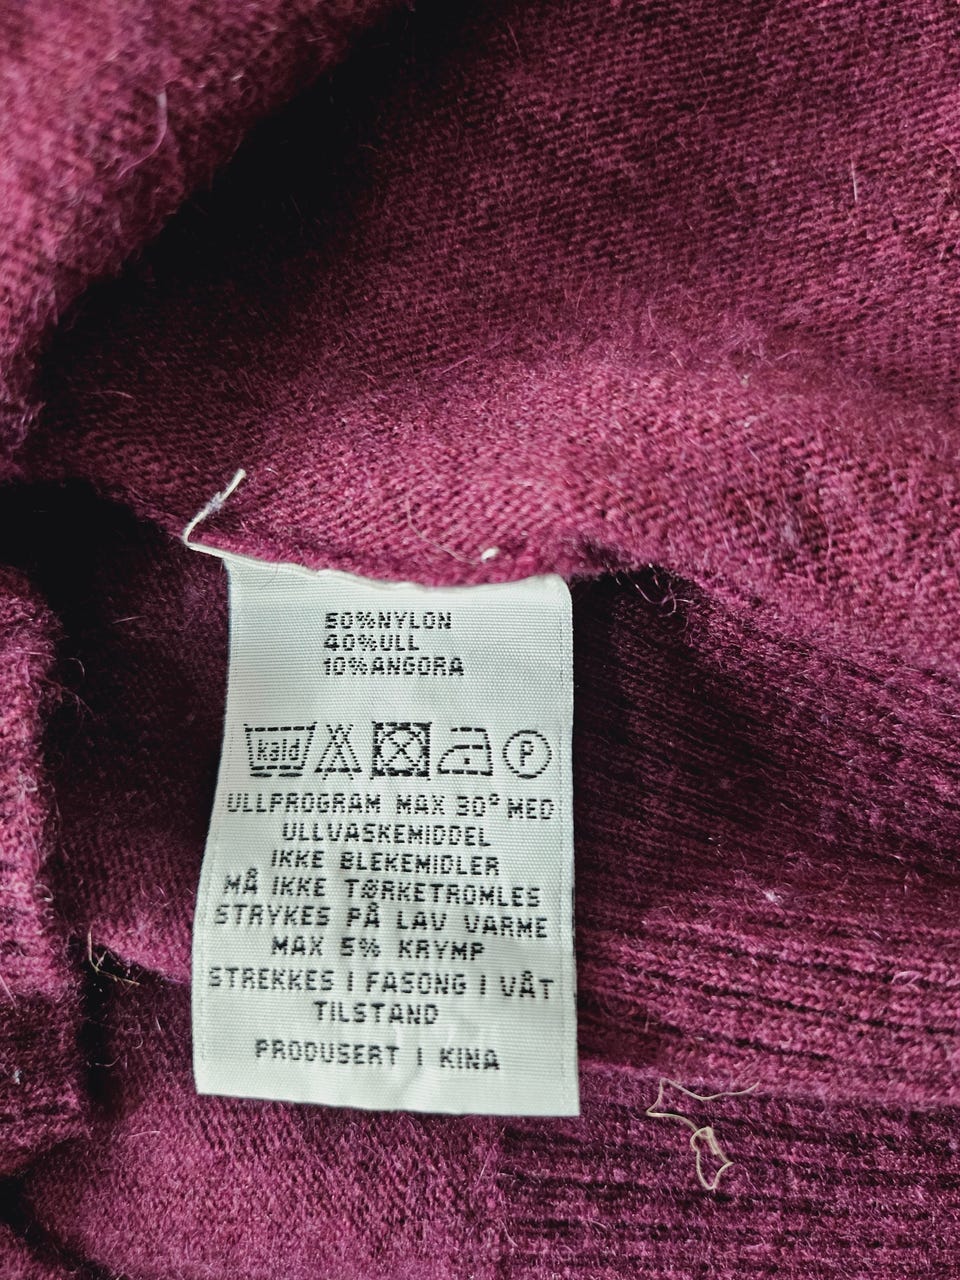 50%NYLON
40%ULL
10%ANGORA
kald P
ULLPROGRAM MAX 30° MED
ULLVASKEMIDDEL
IKKE BLEKEMIDLER
MÅ IKKE TØRKETROMLES
STRYKES PÅ LAV VARME
MAX 5% KRYMP
STREKKES I FASONG I VÅT
TILSTAND
PRODUSERT I KINA